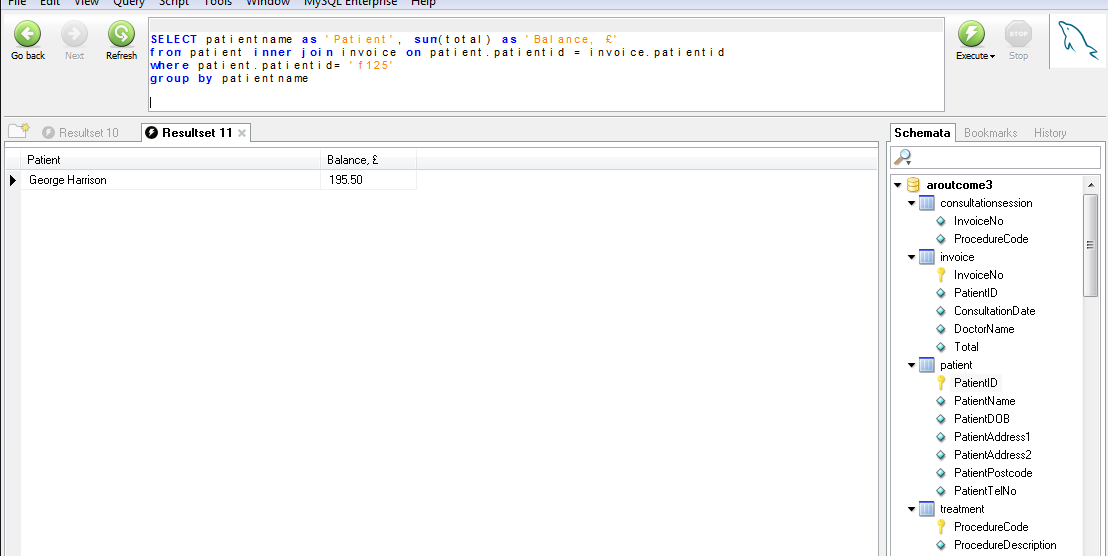 File Edit View Query Script Tools Window MySQL Enterprise Help
Go back Next Refresh
SELECT patientname as 'Patient', sum(total) as 'Balance, £'
from patient inner join invoice on patient.patientid = invoice.patientid
where patient.patientid= 'f125'
group by patientname
Execute STOP Stop
Resultset 10 Resultset 11
Patient Balance, £
George Harrison 195.50
Schemata Bookmarks History
aroutcome3
consultationsession
InvoiceNo
ProcedureCode
invoice
InvoiceNo
PatientID
ConsultationDate
DoctorName
Total
patient
PatientID
PatientName
PatientDOB
PatientAddress1
PatientAddress2
PatientPostcode
PatientTelNo
treatment
ProcedureCode
ProcedureDescription